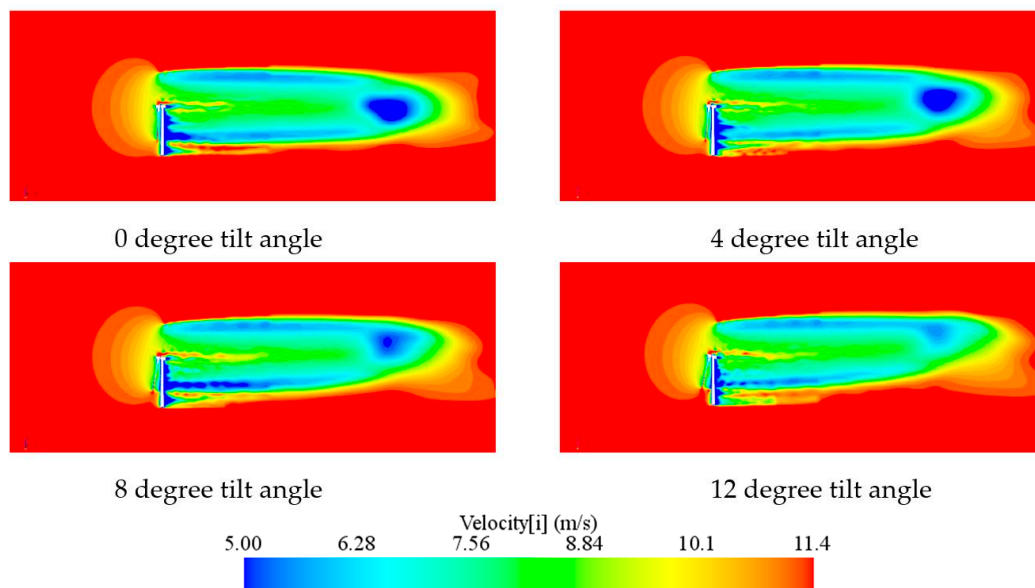 0 degree tilt angle
4 degree tilt angle
8 degree tilt angle
12 degree tilt angle
Velocity[i] (m/s)
5.00 6.28 7.56 8.84 10.1 11.4